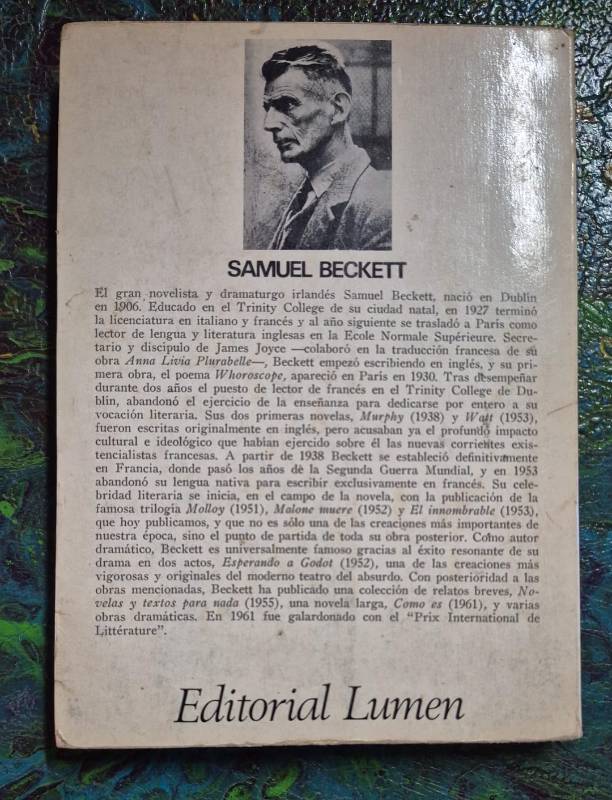 SAMUEL BECKETT
El gran novelista y dramaturgo irlandés Samuel Beckett, nació en Dublín
en 1906. Educado en el Trinity College de su ciudad natal, en 1927 terminó
la licenciatura en italiano y francés y al año siguiente se trasladó a París como
lector de lengua y literatura inglesas en la Ecole Normale Supérieure. Secre-
tario y discípulo de James Joyce —colaboró en la traducción francesa de su
obra Anna Livia Plurabelle—, Beckett empezó escribiendo en inglés, y su pri-
mera obra, el poema Whoroscope, apareció en París en 1930. Tras desempeñar
durante dos años el puesto de lector de francés en el Trinity College de Du-
blín, abandonó el ejercicio de la enseñanza para dedicarse por entero a su
vocación literaria. Sus dos primeras novelas, Murphy (1938) y Watt (1953),
fueron escritas originalmente en inglés, pero acusaban ya el profundo impacto
cultural e ideológico que habían ejercido sobre él las nuevas corrientes exis-
tencialistas francesas. A partir de 1938 Beckett se estableció definitivamente
en Francia, donde pasó los años de la Segunda Guerra Mundial, y en 1953
abandonó su lengua nativa para escribir exclusivamente en francés. Su cele-
bridad literaria se inicia, en el campo de la novela, con la publicación de la
famosa trilogía Molloy (1951), Malone muere (1952) y El innombrable (1953),
que hoy publicamos, y que no es sólo una de las creaciones más importantes de
nuestra época, sino el punto de partida de toda su obra posterior. Como autor
dramático, Beckett es universalmente famoso gracias al éxito resonante de su
drama en dos actos, Esperando a Godot (1952), una de las creaciones más
vigorosas y originales del moderno teatro del absurdo. Con posterioridad a las
obras mencionadas, Beckett ha publicado una colección de relatos breves, No-
velas y textos para nada (1955), una novela larga, Como es (1961), y varias
obras dramáticas. En 1961 fue galardonado con el "Prix International de
Littérature".
Editorial Lumen